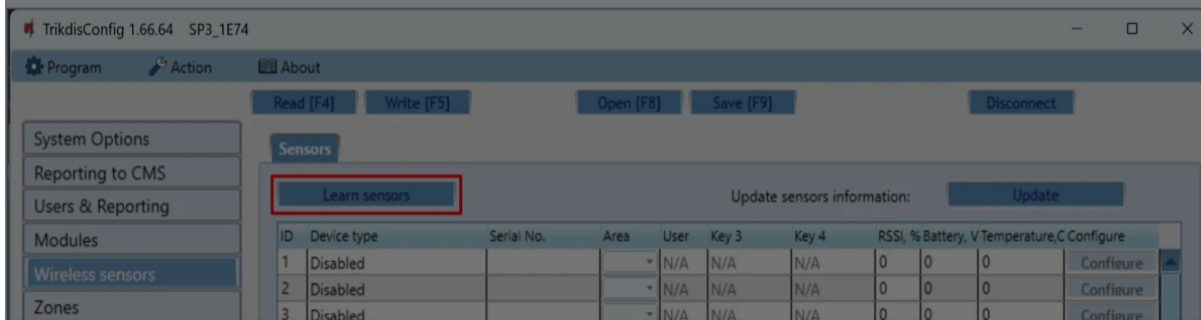 TrikdisConfig 1.66.64 SP3_1E74
Program Action About
Read [F4] Write [F5] Open [F8] Save [F9] Disconnect
System Options
Reporting to CMS
Users & Reporting
Modules
Wireless sensors
Zones
Sensors
Learn sensors Update sensors information: Update
ID Device type Serial No. Area User Key 3 Key 4 RSSI, % Battery, V Temperature,C Configure
1 Disabled N/A N/A N/A 0 0 0 Configure
2 Disabled N/A N/A N/A 0 0 0 Configure
3 Disabled N/A N/A N/A 0 0 0 Configure